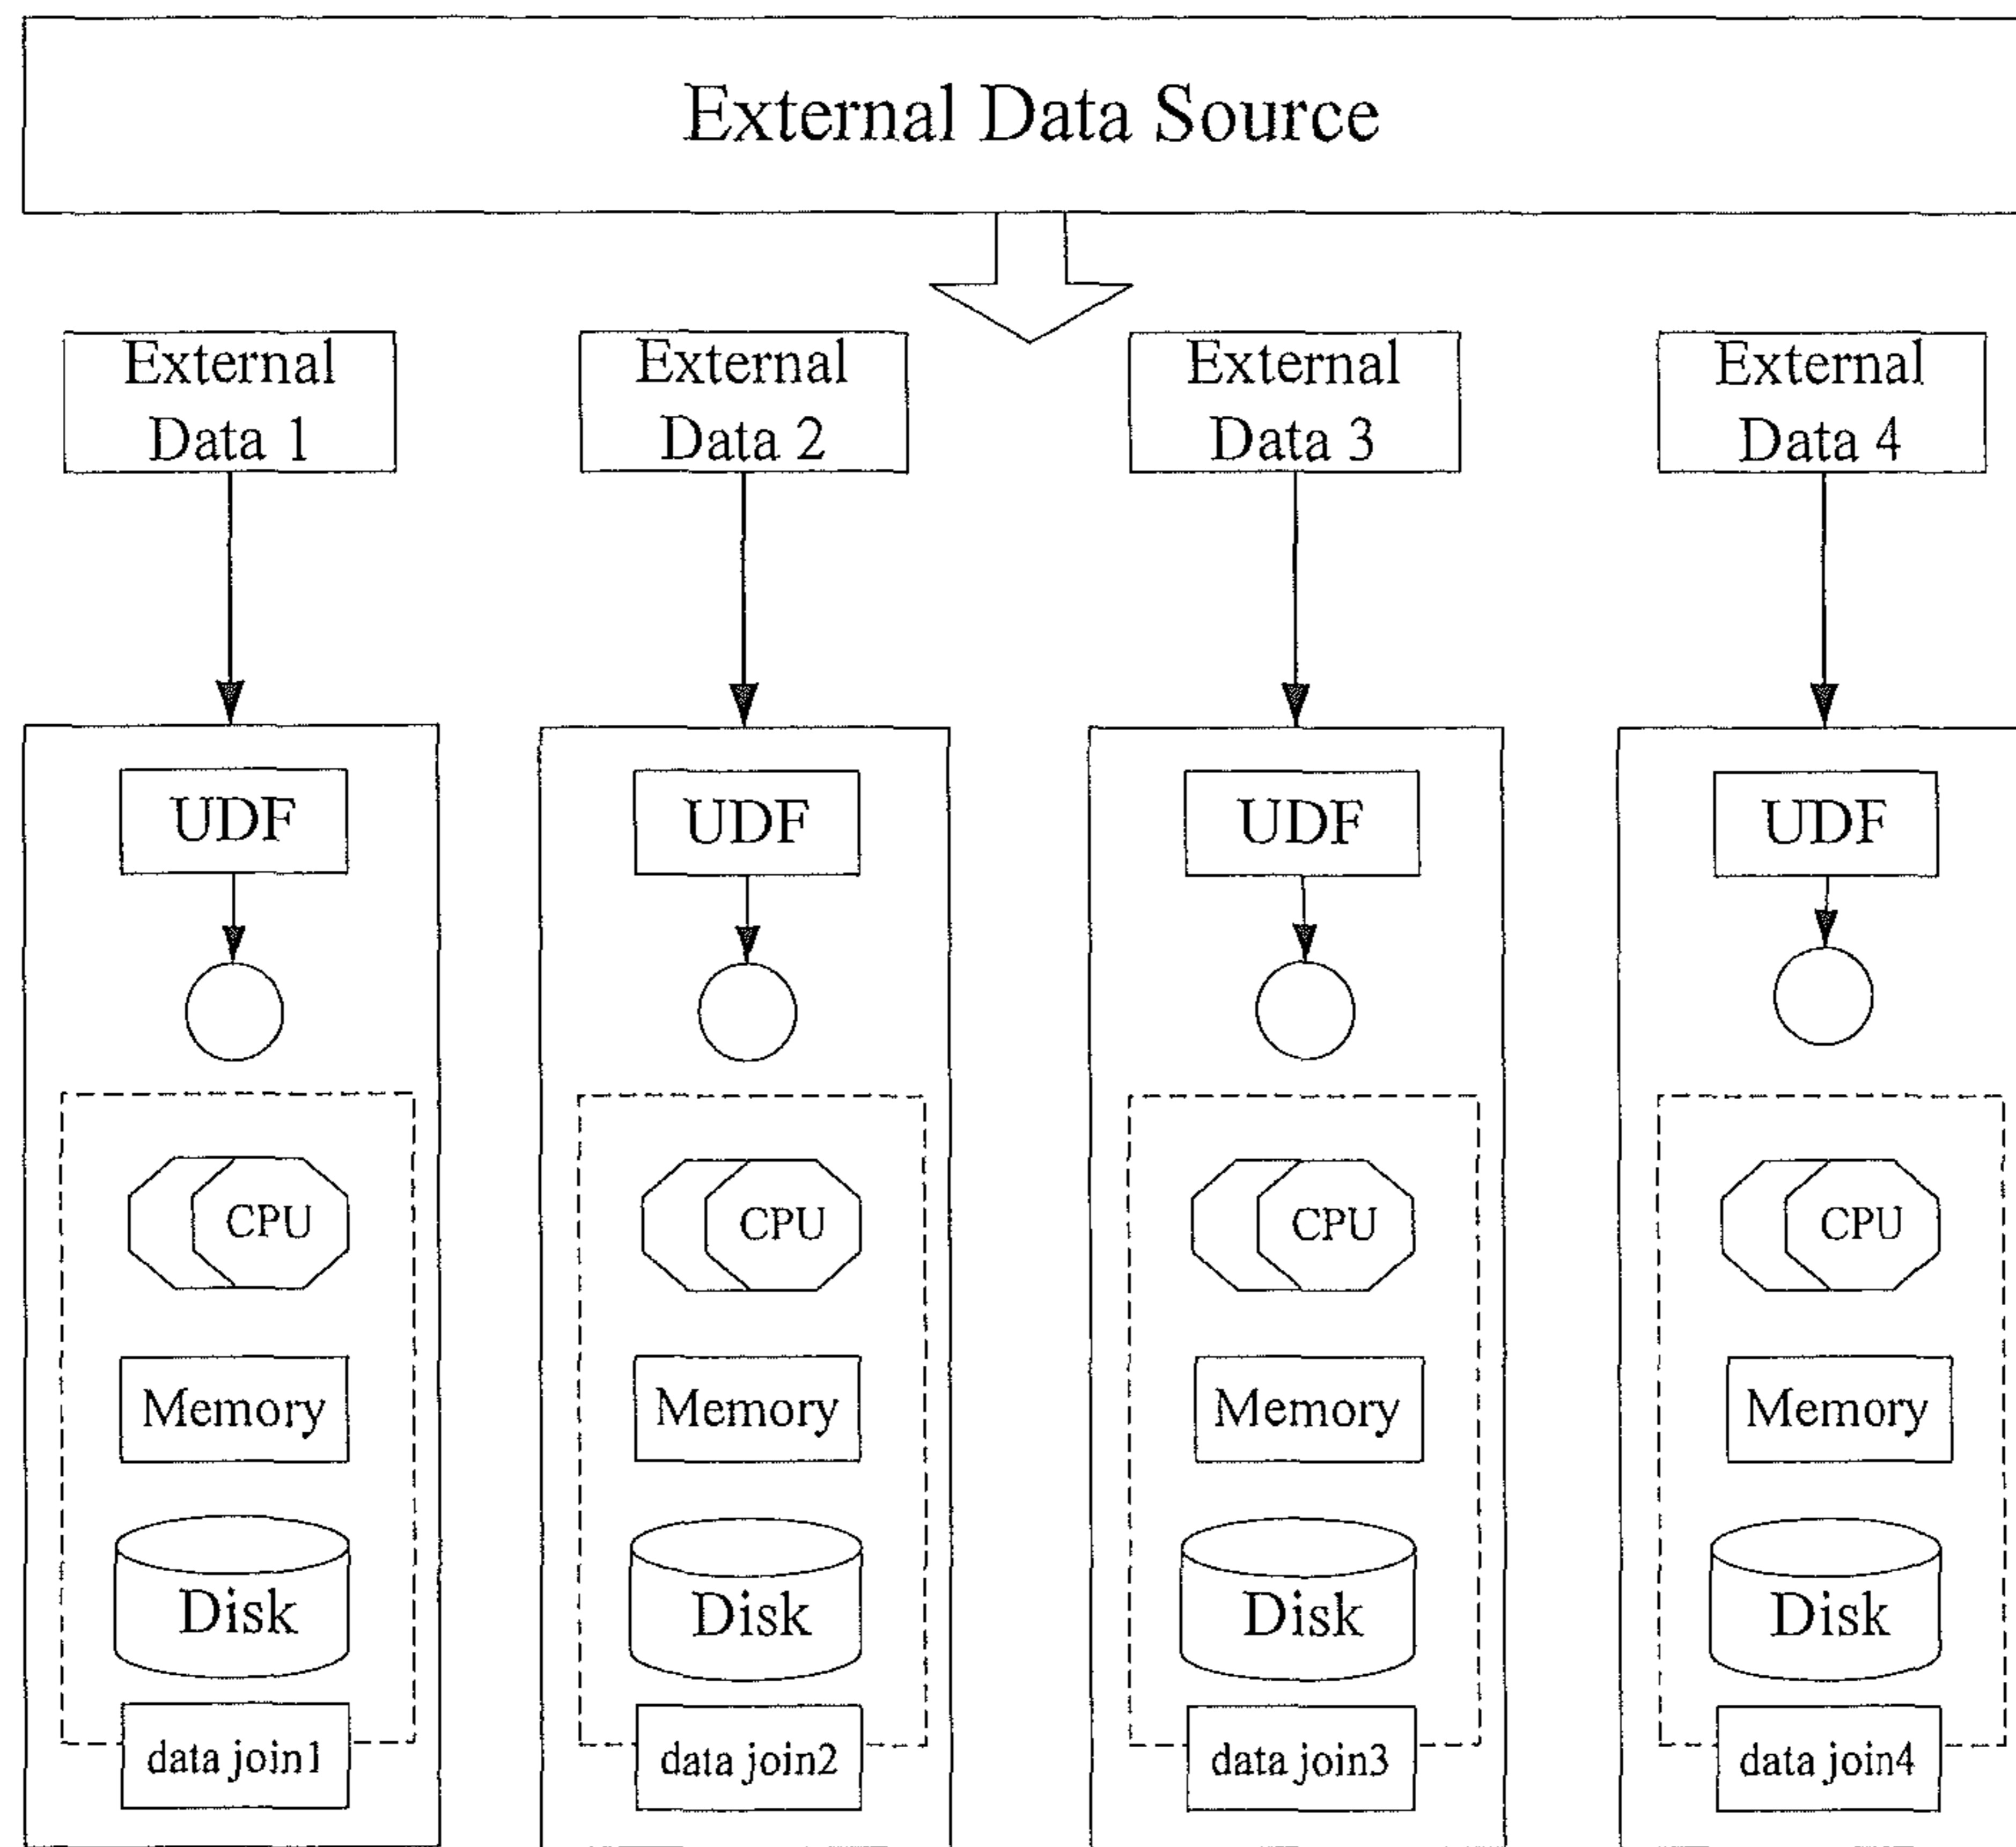 External Data Source
External
Data 1
External
Data 2
External
Data 3
External
Data 4
UDF
UDF
UDF
UDF
CPU
CPU
CPU
CPU
Memory
Memory
Memory
Memory
Disk
Disk
Disk
Disk
data join1
data join2
data join3
data join4